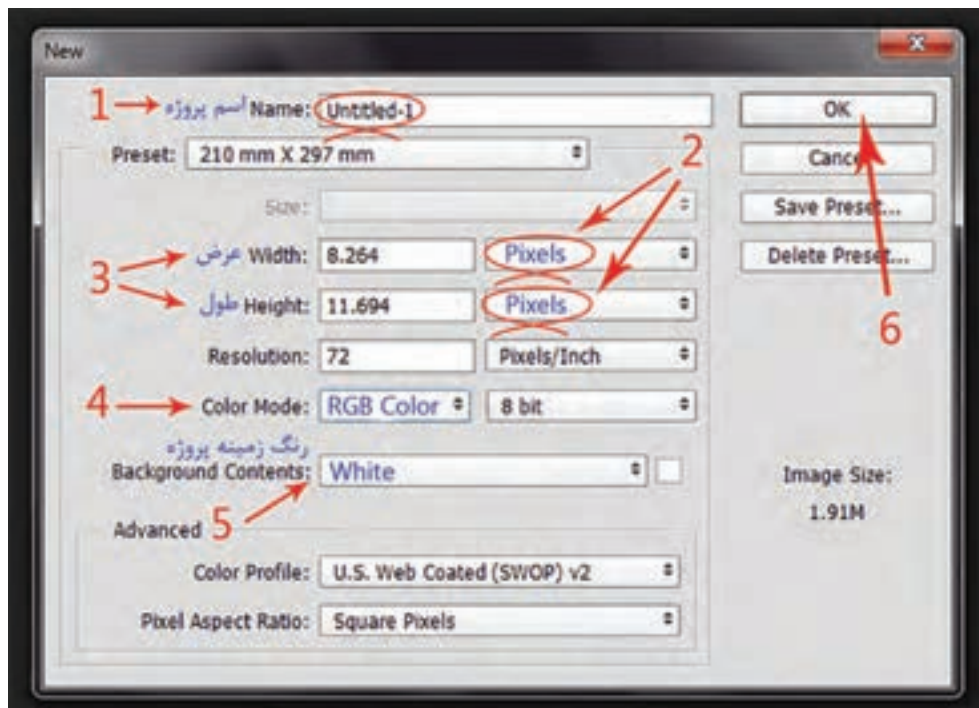 New
1 اسم پروژه Name: Untitled-1 OK
Preset: 210 mm X 297 mm 2 Cancel
Size: Save Preset...
3 عرض Width: 8.264 Pixels Delete Preset...
طول Height: 11.694 Pixels 6
Resolution: 72 Pixels/Inch
4 Color Mode: RGB Color 8 bit
رنگ زمینه پروژه
Background Contents: White Image Size:
5 1.91M
Advanced
Color Profile: U.S. Web Coated (SWOP) v2
Pixel Aspect Ratio: Square Pixels